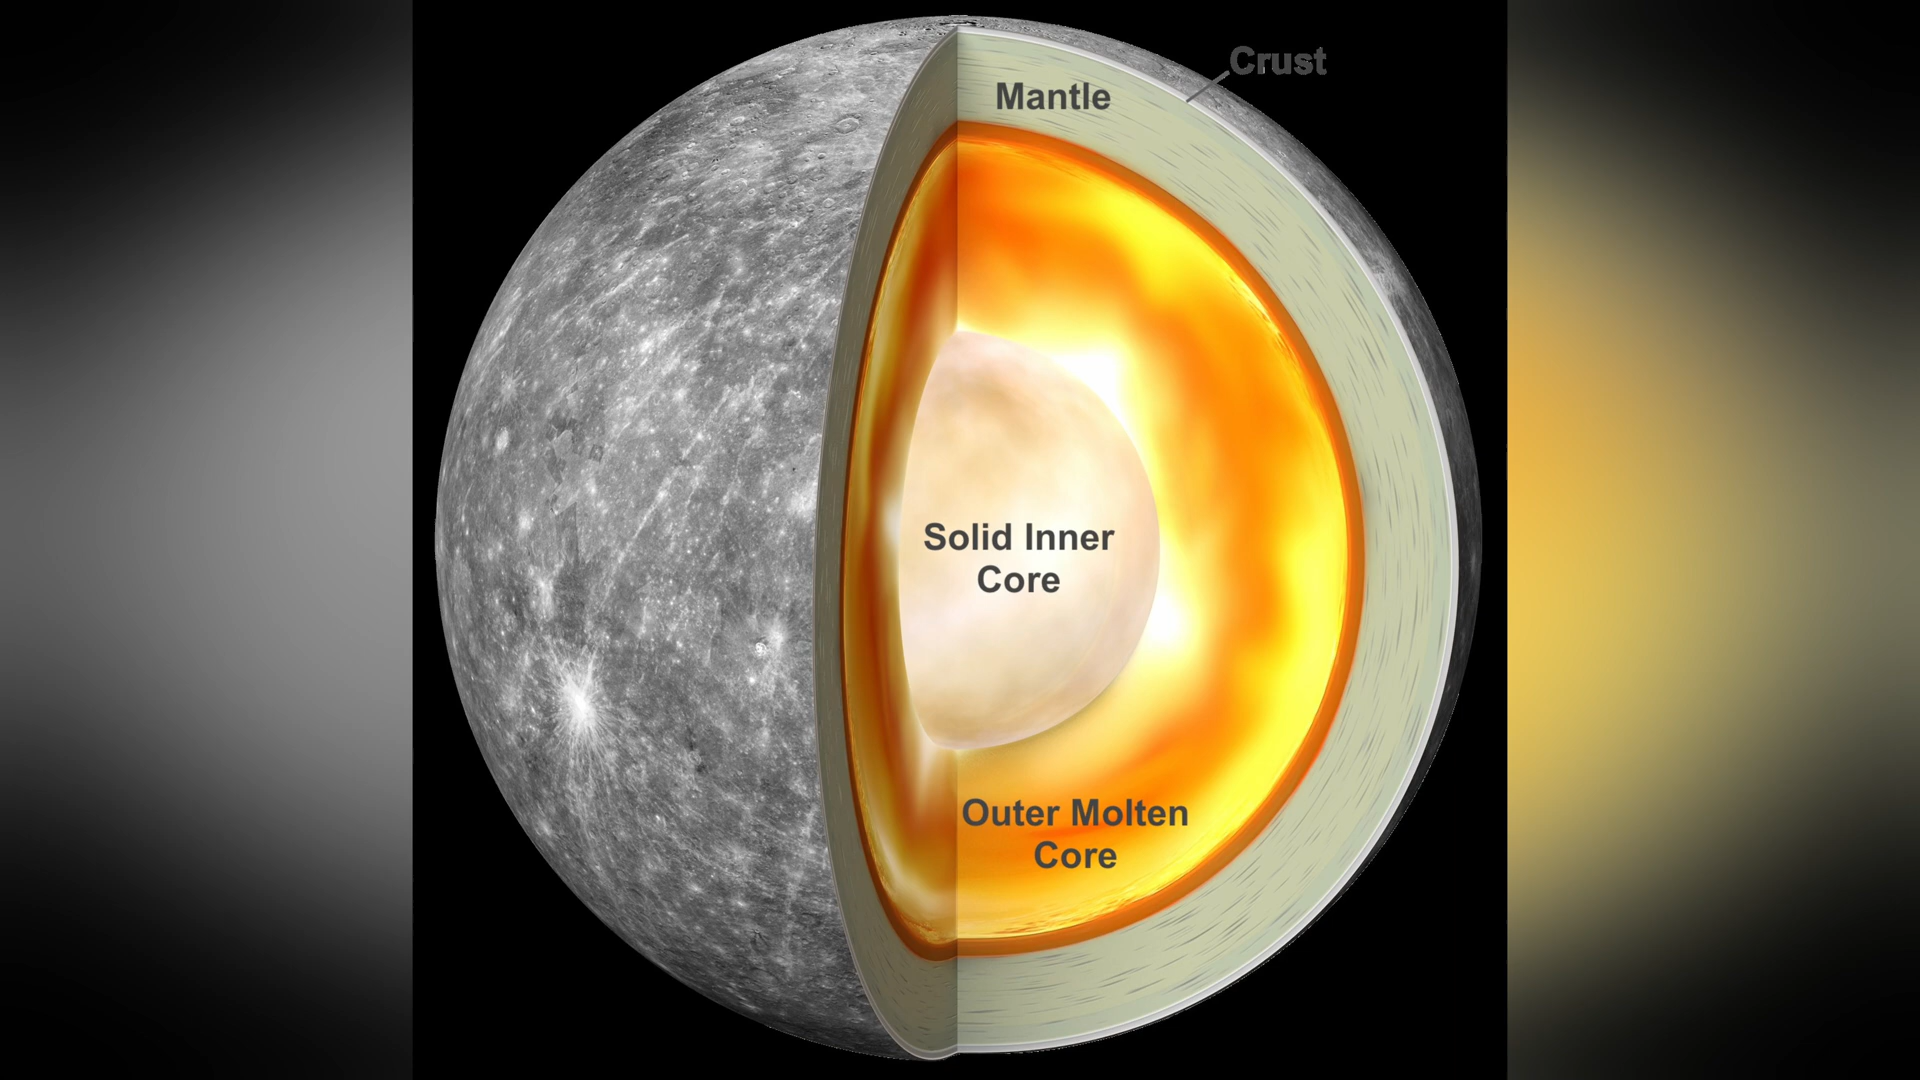 Crust
Mantle
Solid Inner
Core
Outer Molten
Core